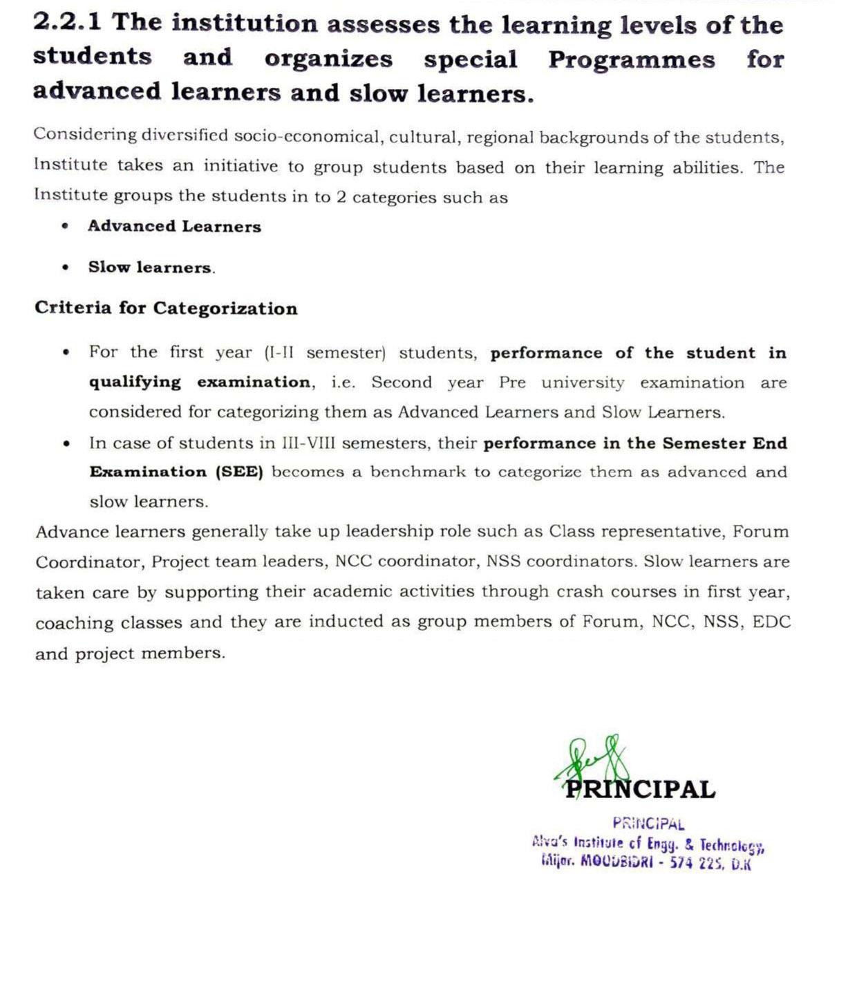 2.2.1 The institution assesses the learning levels of the
students and organizes special Programmes for
advanced learners and slow learners.
Considering diversified socio-economical, cultural, regional backgrounds of the students,
Institute takes an initiative to group students based on their learning abilities. The
Institute groups the students in to 2 categories such as
• Advanced Learners
• Slow learners.
Criteria for Categorization
• For the first year (I-II semester) students, performance of the student in
qualifying examination, i.e. Second year Pre university examination are
considered for categorizing them as Advanced Learners and Slow Learners.
• In case of students in III-VIII semesters, their performance in the Semester End
Examination (SEE) becomes a benchmark to categorize them as advanced and
slow learners.
Advance learners generally take up leadership role such as Class representative, Forum
Coordinator, Project team leaders, NCC coordinator, NSS coordinators. Slow learners are
taken care by supporting their academic activities through crash courses in first year,
coaching classes and they are inducted as group members of Forum, NCC, NSS, EDC
and project members.
PRINCIPAL
PRINCIPAL
Alva's Institute of Engg. & Technology,
Mijar. MOODBIDRI - 574 225, D.K